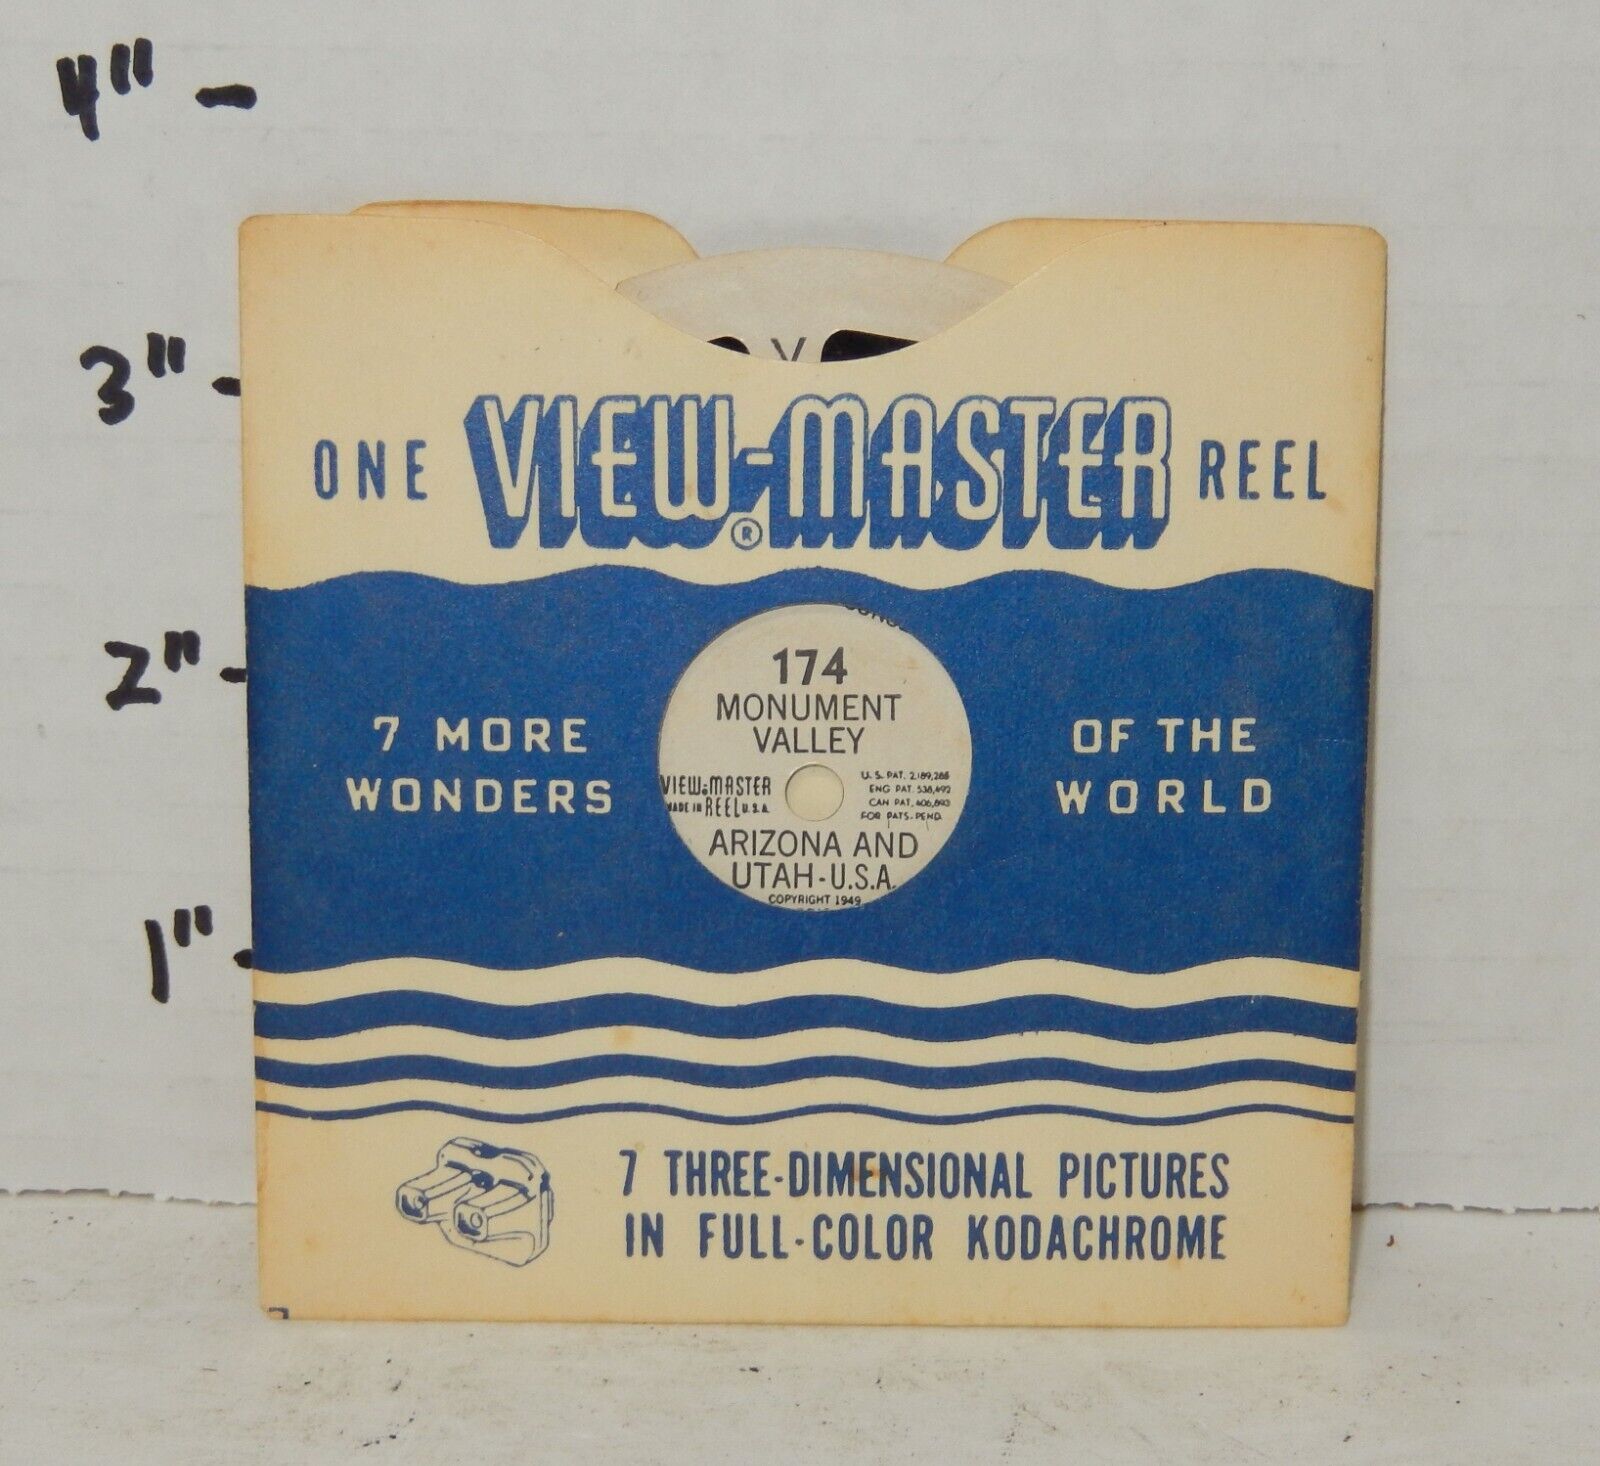 4" -
3" -
2" -
1" -
V
ONE VIEW-MASTER® REEL
174
MONUMENT
VALLEY
7 MORE
WONDERS
OF THE
WORLD
VIEW-MASTER
MADE IN REEL U.S.A.
U.S. PAT. 2,189,285
ENG PAT. 538,492
CAN PAT. 406,893
FOR PATS. PEND.
ARIZONA AND
UTAH-U.S.A.
COPYRIGHT 1949
7 THREE-DIMENSIONAL PICTURES
IN FULL-COLOR KODACHROME